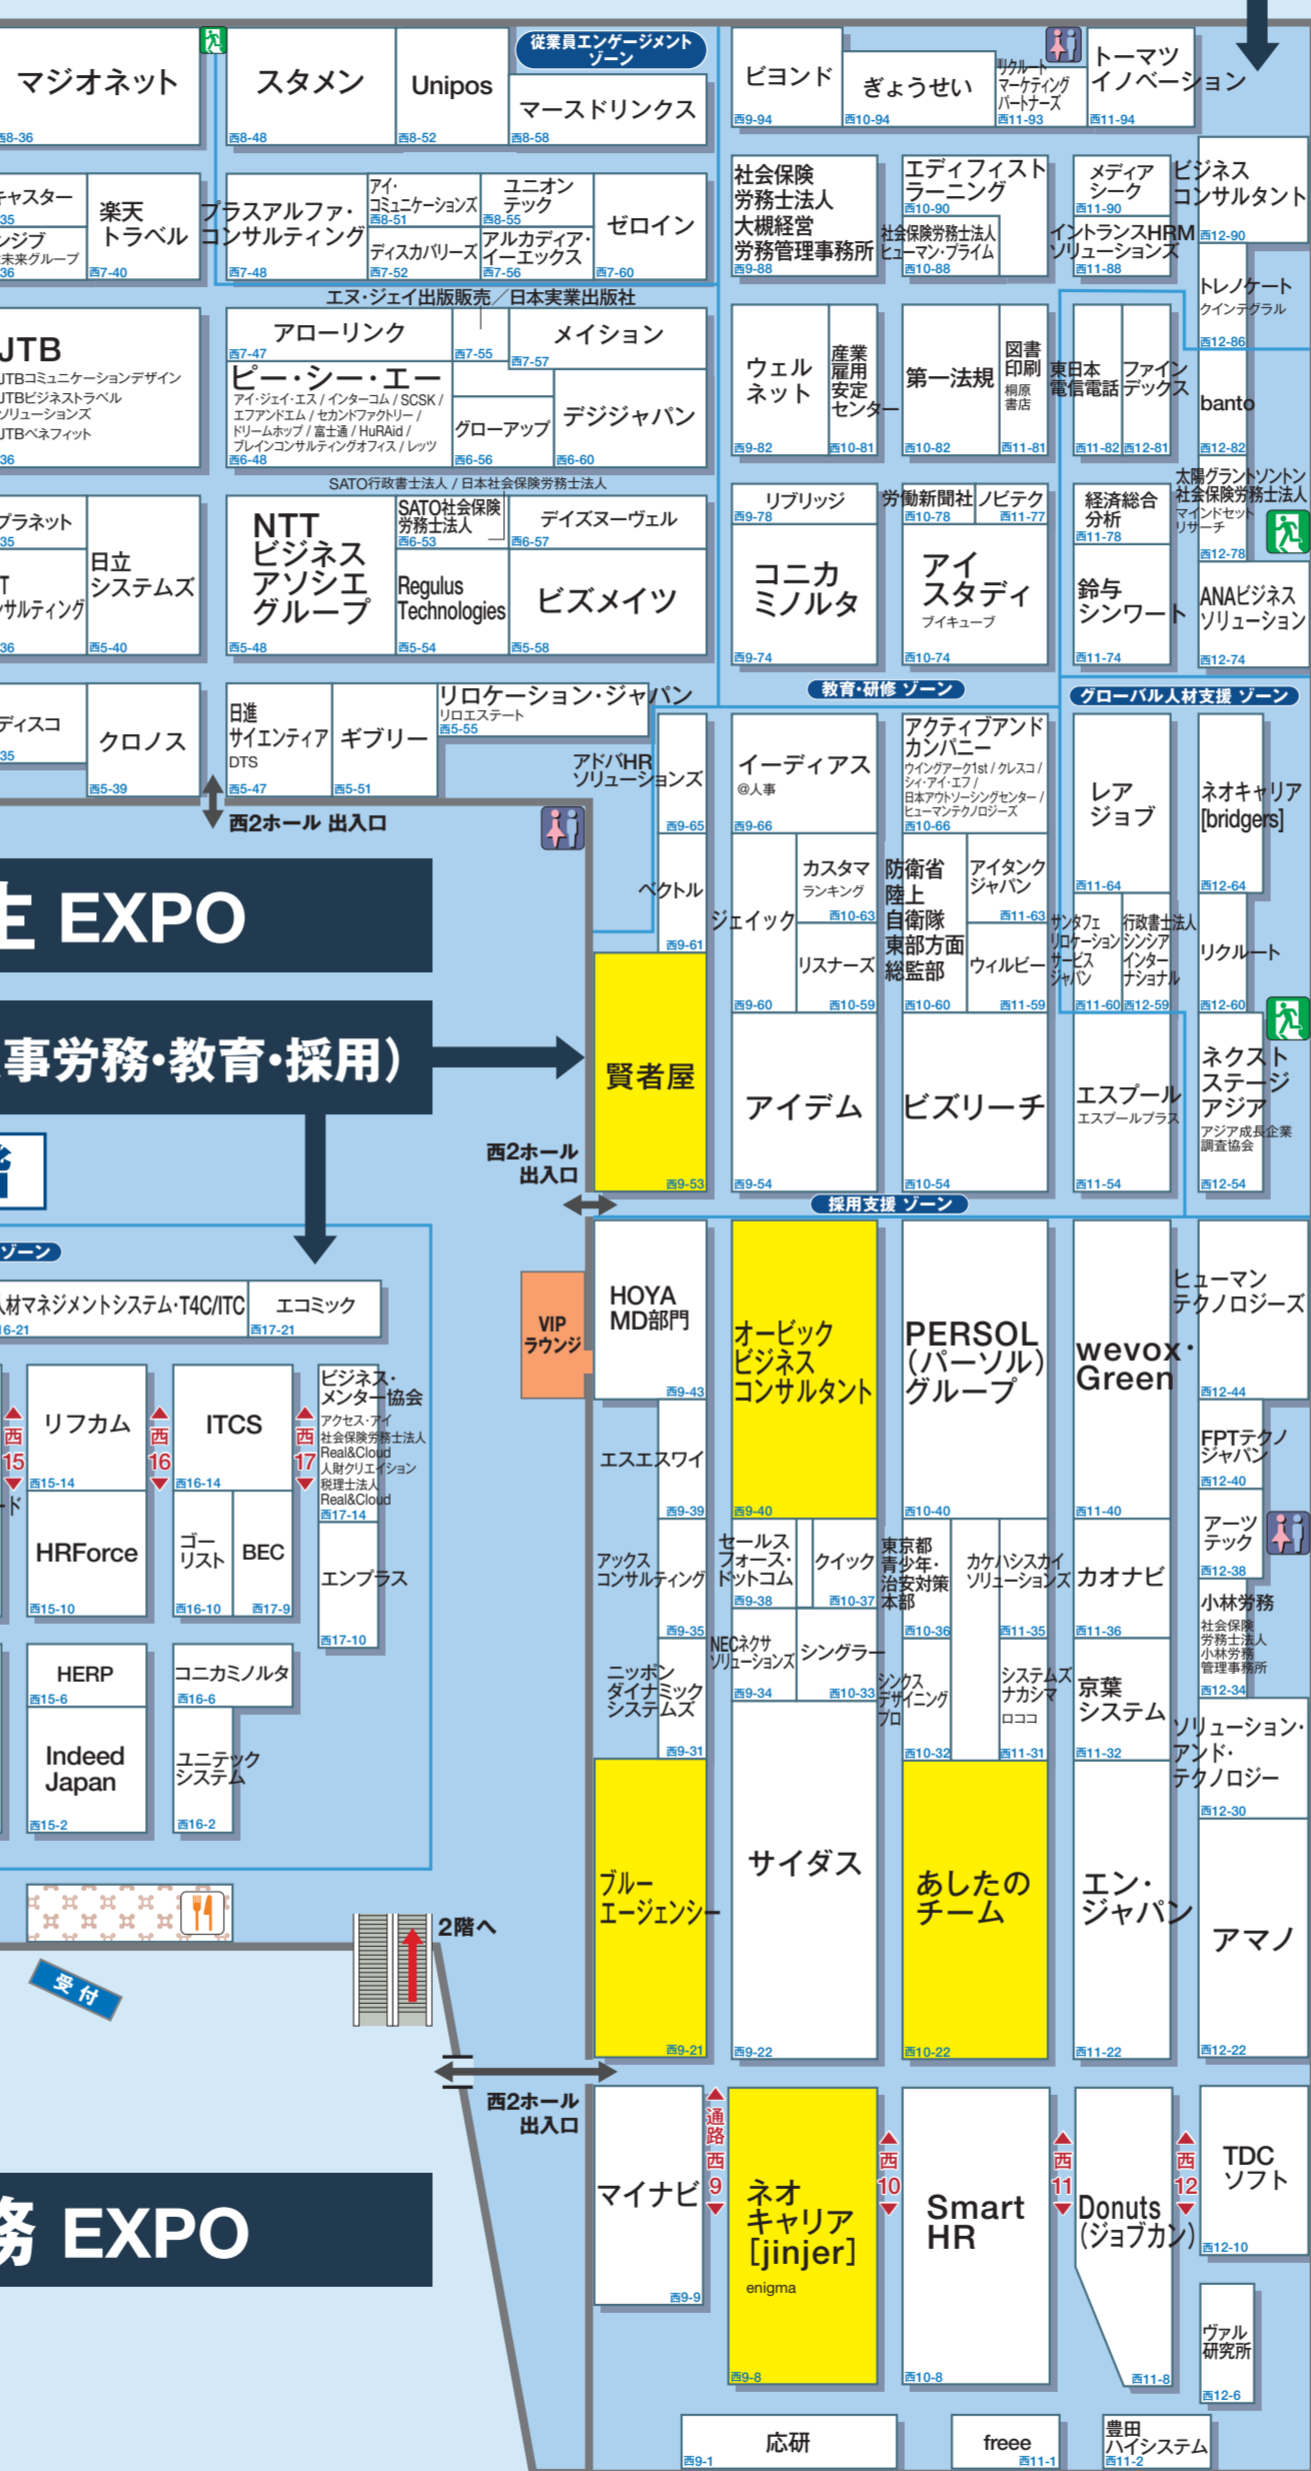 マジオネット
西8-36
スタメン
西8-48
Unipos
西8-52
従業員エンゲージメント
ゾーン
マースドリンクス
西8-58
ビヨンド
西9-94
ぎょうせい
西10-94
リクルート
マーケティング
パートナーズ
西11-93
トーマツ
イノベーション
西11-94
キャスター
35
ンジブ
未来グループ
36
楽天
トラベル
西7-40
プラスアルファ・
コンサルティング
西7-48
アイ・
コミュニケーションズ
西8-51
ディスカバリーズ
西7-52
ユニオン
テック
西8-55
アルカディア・
イーエックス
西7-56
ゼロイン
西7-60
社会保険
労務士法人
大槻経営
労務管理事務所
西9-88
エディフィスト
ラーニング
西10-90
社会保険労務士法人
ヒューマン・プライム
西10-88
メディア
シーク
西11-90
イントランスHRM
ソリューションズ
西11-88
ビジネス
コンサルタント
西12-90
トレノケート
クインテグラル
西12-86
エヌ・ジェイ出版販売／日本実業出版社
JTB
JTBコミュニケーションデザイン
JTBビジネストラベル
ソリューションズ
JTBベネフィット
36
アローリンク
西7-47
西7-55
メイション
西7-57
ピー・シー・エー
アイ・ジェイ・エス / インターコム / SCSK /
エフアンドエム / セカンドファクトリー /
ドリームホップ / 富士通 / HuRAid /
ブレインコンサルティングオフィス / レッツ
西6-48
グローアップ
西6-56
デジジャパン
西6-60
ウェル
ネット
西9-82
産業
雇用
安定
センター
西10-81
第一法規
西10-82
図書
印刷
桐原
書店
西11-81
東日本
電信電話
西11-82
ファイン
デックス
西12-81
banto
西12-82
SATO行政書士法人 / 日本社会保険労務士法人
プラネット
35
T
ンサルティング
36
日立
システムズ
西5-40
NTT
ビジネス
アソシエ
グループ
西5-48
SATO社会保険
労務士法人
西6-53
Regulus
Technologies
西5-54
デイズヌーヴェル
西6-57
ビズメイツ
西5-58
リブリッジ
西9-78
コニカ
ミノルタ
西9-74
労働新聞社
西10-78
ノビテク
西11-77
アイ
スタディ
ブイキューブ
西10-74
経済総合
分析
西11-78
鈴与
シンワート
西11-74
太陽グラントソントン
社会保険労務士法人
マインドセット
リサーチ
西12-78
ANAビジネス
ソリューション
西12-74
教育・研修 ゾーン
グローバル人材支援 ゾーン
ディスコ
35
クロノス
西5-39
日進
サイエンティア
DTS
西5-47
ギブリー
西5-51
リロケーション・ジャパン
リロエステート
西5-55
西2ホール 出入口
アドバHR
ソリューションズ
西9-65
ベクトル
西9-61
イーディアス
@人事
西9-66
アクティブアンド
カンパニー
ウイングアーク1st / クレスコ /
シィ・アイ・エフ /
日本アウトソーシングセンター /
ヒューマンテクノロジーズ
西10-66
レア
ジョブ
西11-64
ネオキャリア
[bridgers]
西12-64
ジェイック
西9-60
カスタマ
ランキング
西10-63
リスナーズ
西10-59
防衛省
陸上
自衛隊
東部方面
総監部
西10-60
アイタンク
ジャパン
西11-63
ウィルビー
西11-59
サンタフェ
リロケーション
サービス
ジャパン
西11-60
行政書士法人
シンシア
インター
ナショナル
西12-59
リクルート
西12-60
主 EXPO
事労務・教育・採用）
賢者屋
西9-53
アイデム
西9-54
ビズリーチ
西10-54
エスプール
エスプールプラス
西11-54
ネクスト
ステージ
アジア
アジア成長企業
調査協会
西12-54
西2ホール
出入口
採用支援 ゾーン
階
ゾーン
人材マネジメントシステム・T4C/ITC
16-21
エコミック
西17-21
VIP
ラウンジ
HOYA
MD部門
西9-43
オービック
ビジネス
コンサルタント
西9-40
PERSOL
（パーソル）
グループ
西10-40
wevox・
Green
西11-40
ヒューマン
テクノロジーズ
西12-44
西
15
リフカム
西15-14
西
16
ITCS
西16-14
西
17
ビジネス・
メンター協会
アクセス・アイ
社会保険労務士法人
Real&Cloud
人財クリエイション
税理士法人
Real&Cloud
西17-14
エスエスワイ
西9-39
FPTテクノ
ジャパン
西12-40
ード
HRForce
西15-10
ゴー
リスト
西16-10
BEC
西17-9
エンプラス
西17-10
アックス
コンサルティング
西9-35
セールス
フォース・
ドットコム
西9-38
クイック
西10-37
東京都
青少年・
治安対策
本部
西10-36
カケハシスカイ
ソリューションズ
西11-35
カオナビ
西11-36
アーツ
テック
西12-38
小林労務
社会保険
労務士法人
小林労務
管理事務所
西12-34
HERP
西15-6
コニカミノルタ
西16-6
ニッポン
ダイナミック
システムズ
西9-31
NECネクサ
ソリューションズ
西9-34
シングラー
西10-33
シンクス
デザイニング
プロ
西10-32
システムズ
ナカシマ
ロココ
西11-31
京葉
システム
西11-32
ソリューション・
アンド・
テクノロジー
西12-30
Indeed
Japan
西15-2
ユニテック
システム
西16-2
ブルー
エージェンシー
西9-21
サイダス
西9-22
あしたの
チーム
西10-22
エン・
ジャパン
西11-22
アマノ
西12-22
2階へ
受付
西2ホール
出入口
マイナビ
西9-9
通路
西
9
ネオ
キャリア
[jinjer]
enigma
西9-8
西
10
Smart
HR
西10-8
西
11
Donuts
（ジョブカン）
西11-8
西
12
TDC
ソフト
西12-10
務 EXPO
ヴァル
研究所
西12-6
応研
西9-1
freee
西11-1
豊田
ハイシステム
西11-2